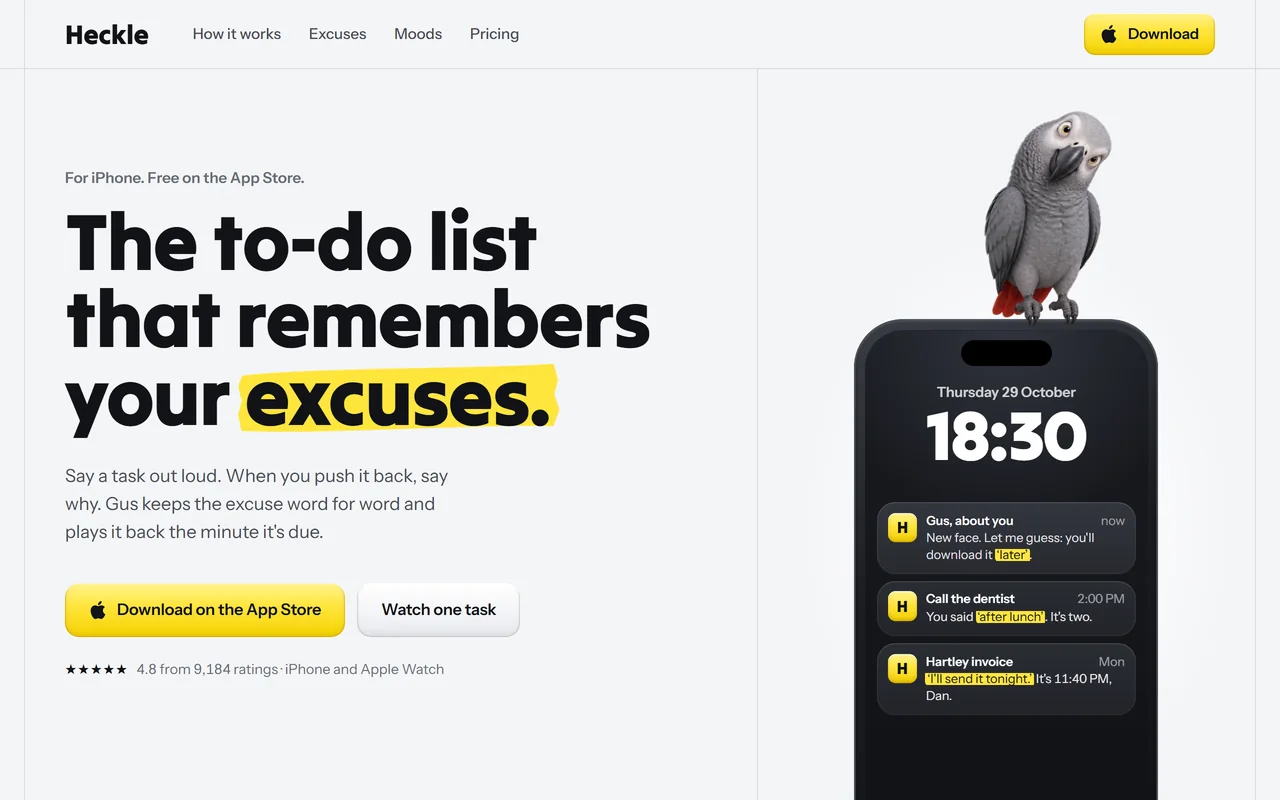 Heckle
How it works
Excuses
Moods
Pricing
Download
For iPhone. Free on the App Store.
The to-do list
that remembers
your excuses.
Say a task out loud. When you push it back, say
why. Gus keeps the excuse word for word and
plays it back the minute it's due.
Download on the App Store
Watch one task
★★★★★ 4.8 from 9,184 ratings · iPhone and Apple Watch
Thursday 29 October
18:30
H
Gus, about you
now
New face. Let me guess: you'll
download it 'later'.
H
Call the dentist
2:00 PM
You said 'after lunch'. It's two.
H
Hartley invoice
Mon
'I'll send it tonight.' It's 11:40 PM,
Dan.